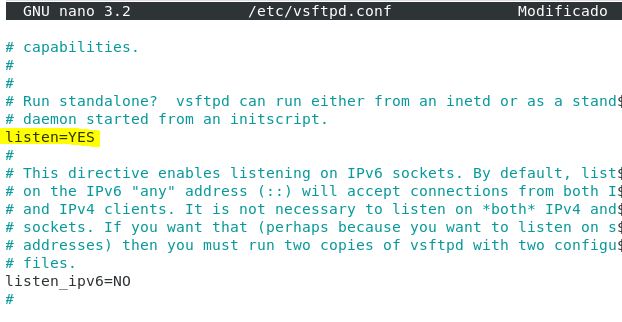 GNU nano 3.2 /etc/vsftpd.conf Modificado
# capabilities.
#
#
# Run standalone?  vsftpd can run either from an inetd or as a stand$
# daemon started from an initscript.
listen=YES
#
# This directive enables listening on IPv6 sockets. By default, list$
# on the IPv6 "any" address (::) will accept connections from both I$
# and IPv4 clients. It is not necessary to listen on *both* IPv4 and$
# sockets. If you want that (perhaps because you want to listen on s$
# addresses) then you must run two copies of vsftpd with two configu$
# files.
listen_ipv6=NO
#